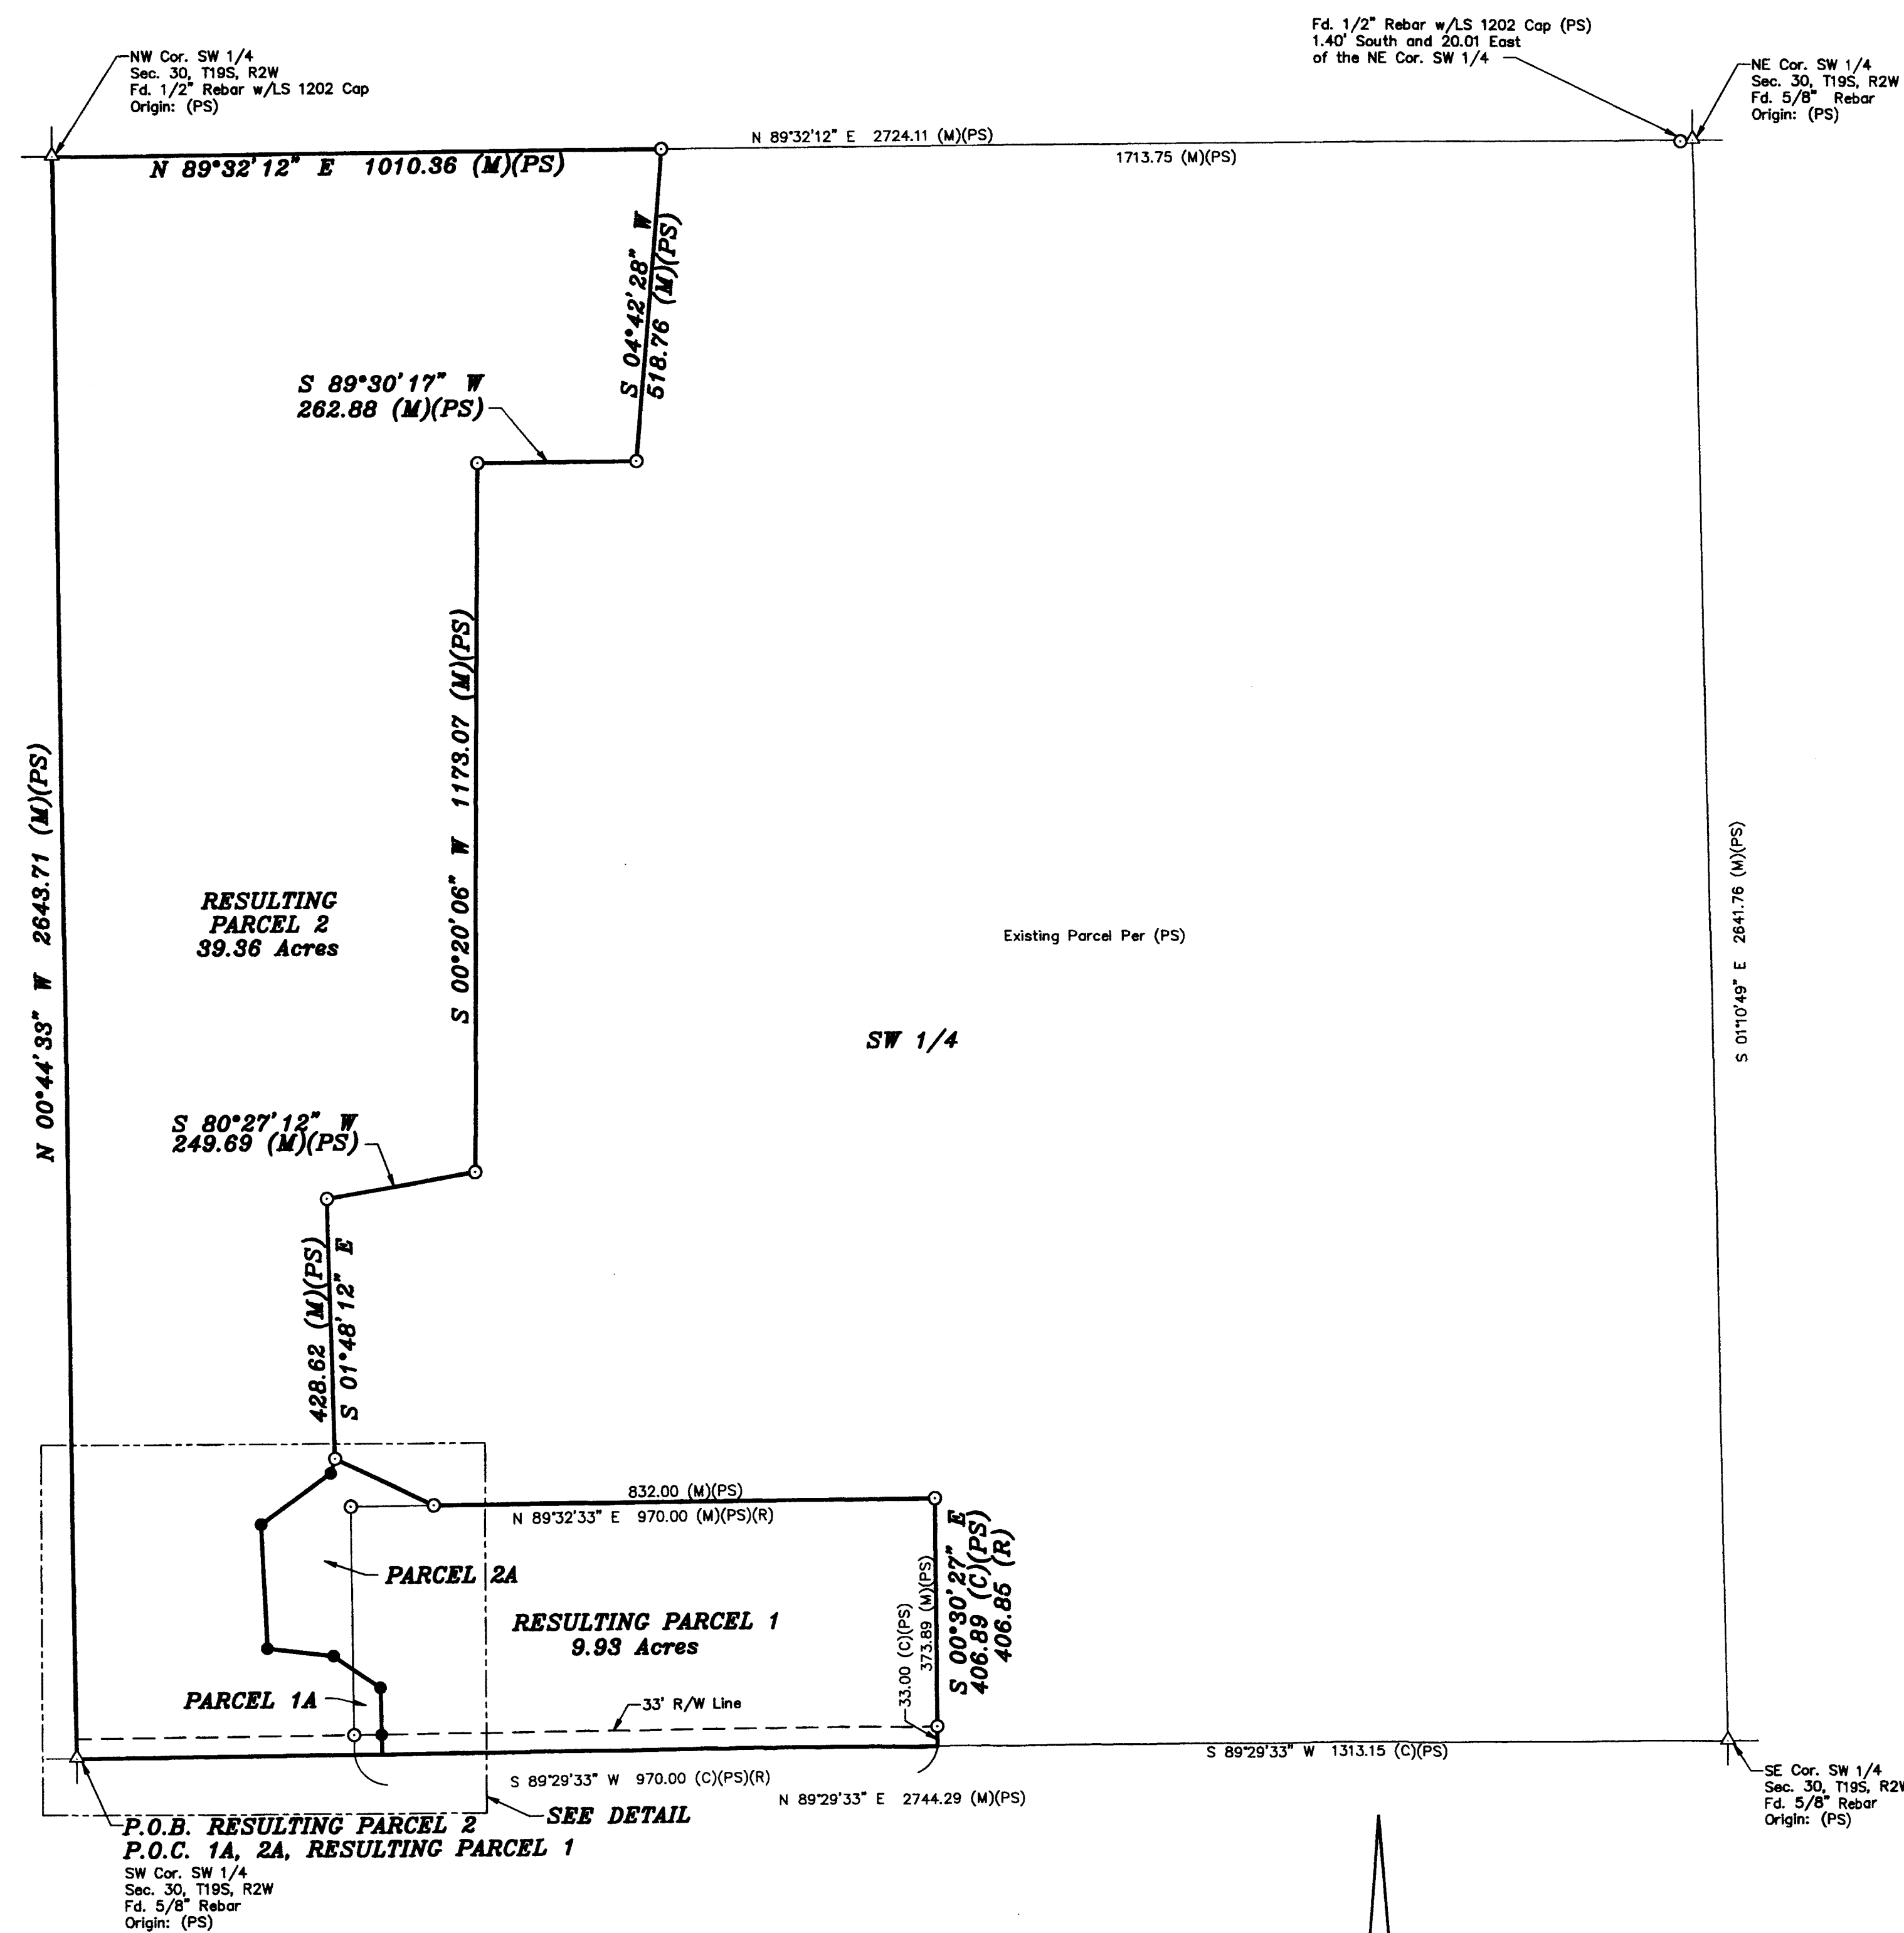 Fd. 1/2" Rebar w/LS 1202 Cap (PS)
1.40' South and 20.01 East
of the NE Cor. SW 1/4
NW Cor. SW 1/4
Sec. 30, T19S, R2W
Fd. 1/2" Rebar w/LS 1202 Cap
Origin: (PS)
NE Cor. SW 1/4
Sec. 30, T19S, R2W
Fd. 5/8" Rebar
Origin: (PS)
N 89°32'12" E 2724.11 (M)(PS)
1713.75 (M)(PS)
N 89°32'12" E 1010.36 (M)(PS)
S 04°42'28" W
518.76 (M)(PS)
S 89°30'17" W
262.88 (M)(PS)
S 00°20'06" W 1173.07 (M)(PS)
N 00°44'33" W 2643.71 (M)(PS)
S 01°10'49" E 2641.76 (M)(PS)
RESULTING
PARCEL 2
39.36 Acres
Existing Parcel Per (PS)
SW 1/4
S 80°27'12" W
249.69 (M)(PS)
428.62 (M)(PS)
S 01°48'12" E
832.00 (M)(PS)
N 89°32'33" E 970.00 (M)(PS)(R)
PARCEL 2A
RESULTING PARCEL 1
9.93 Acres
33.00 (C)(PS)
373.89 (M)(PS)
S 00°30'27" E
406.89 (C)(PS)
406.85 (R)
PARCEL 1A
33' R/W Line
S 89°29'33" W 1313.15 (C)(PS)
S 89°29'33" W 970.00 (C)(PS)(R)
N 89°29'33" E 2744.29 (M)(PS)
SEE DETAIL
P.O.B. RESULTING PARCEL 2
P.O.C. 1A, 2A, RESULTING PARCEL 1
SW Cor. SW 1/4
Sec. 30, T19S, R2W
Fd. 5/8" Rebar
Origin: (PS)
SE Cor. SW 1/4
Sec. 30, T19S, R2W
Fd. 5/8" Rebar
Origin: (PS)